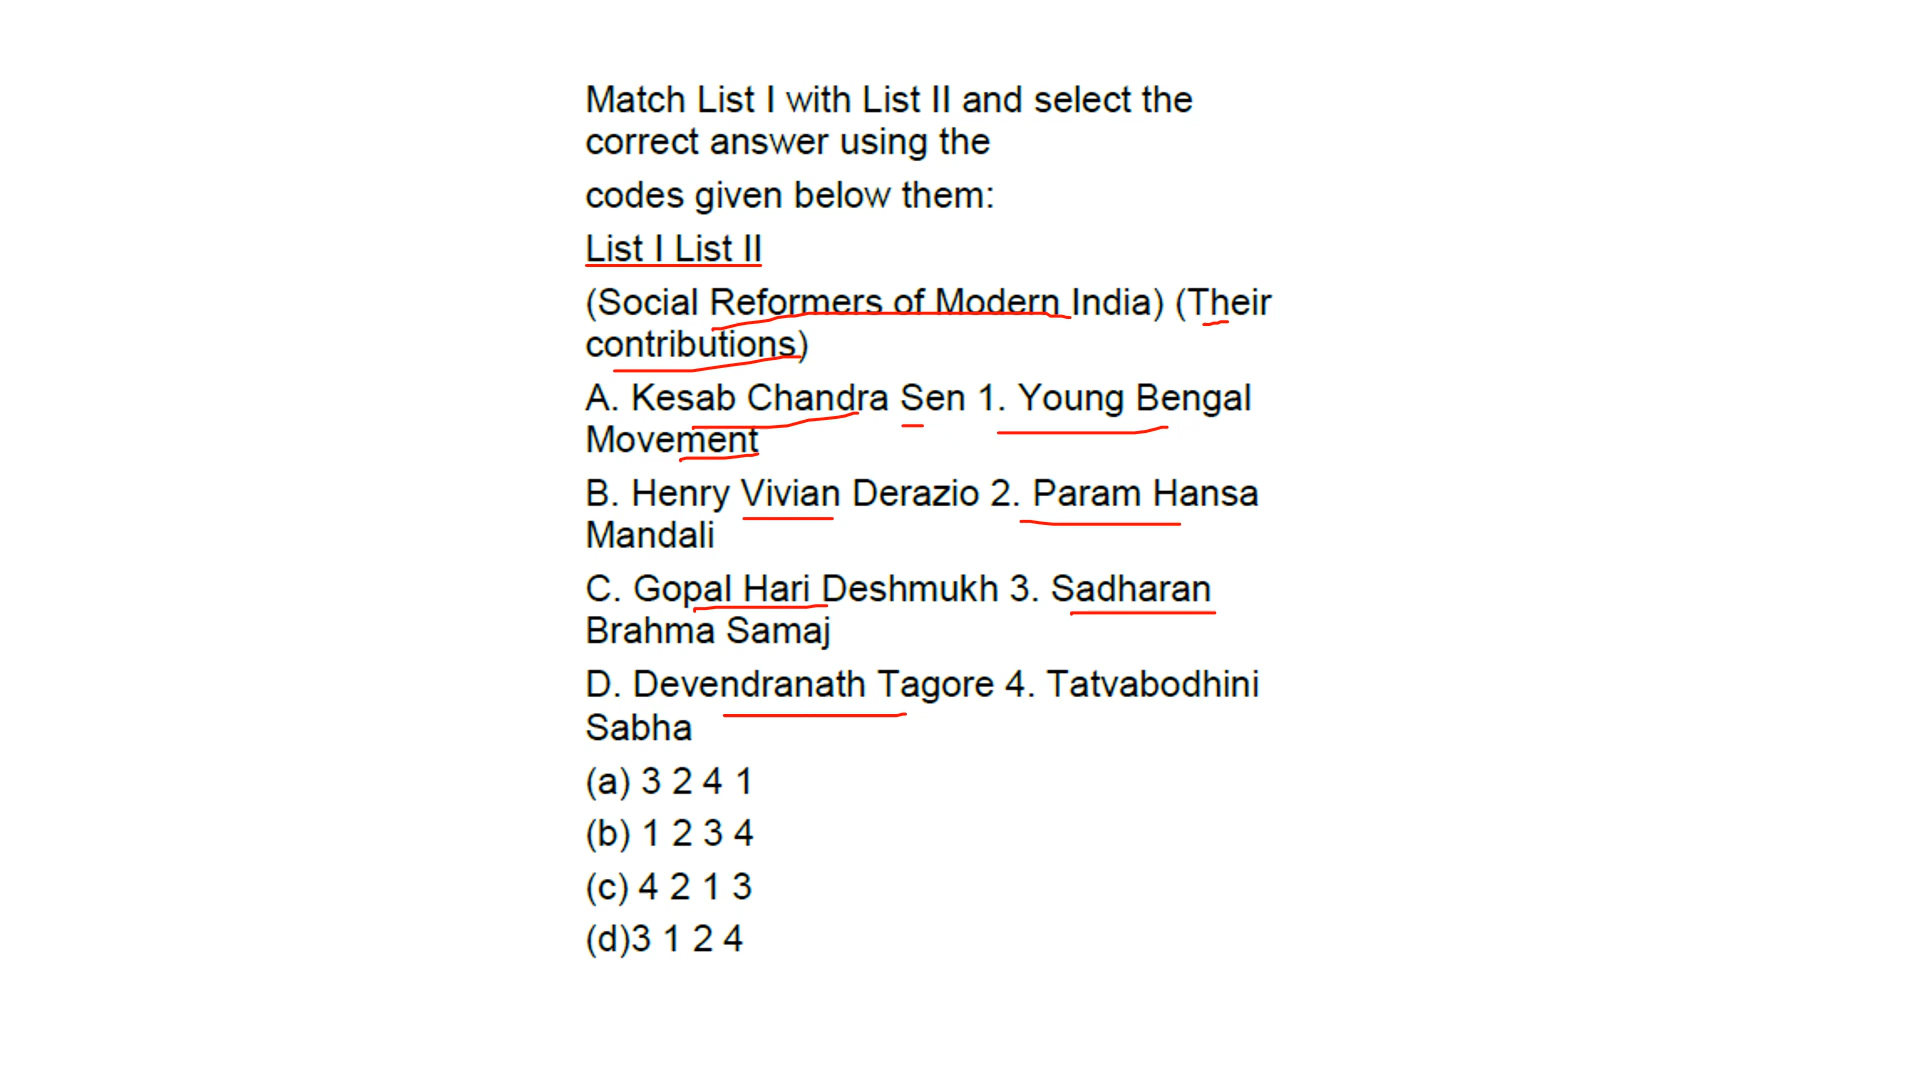 Match List I with List II and select the
correct answer using the
codes given below them:
List I List II
(Social Reformers of Modern India) (Their
contributions)
A. Kesab Chandra Sen 1. Young Bengal
Movement
B. Henry Vivian Derazio 2. Param Hansa
Mandali
C. Gopal Hari Deshmukh 3. Sadharan
Brahma Samaj
D. Devendranath Tagore 4. Tatvabodhini
Sabha
(a) 3 2 4 1
(b) 1 2 3 4
(c) 4 2 1 3
(d)3 1 2 4